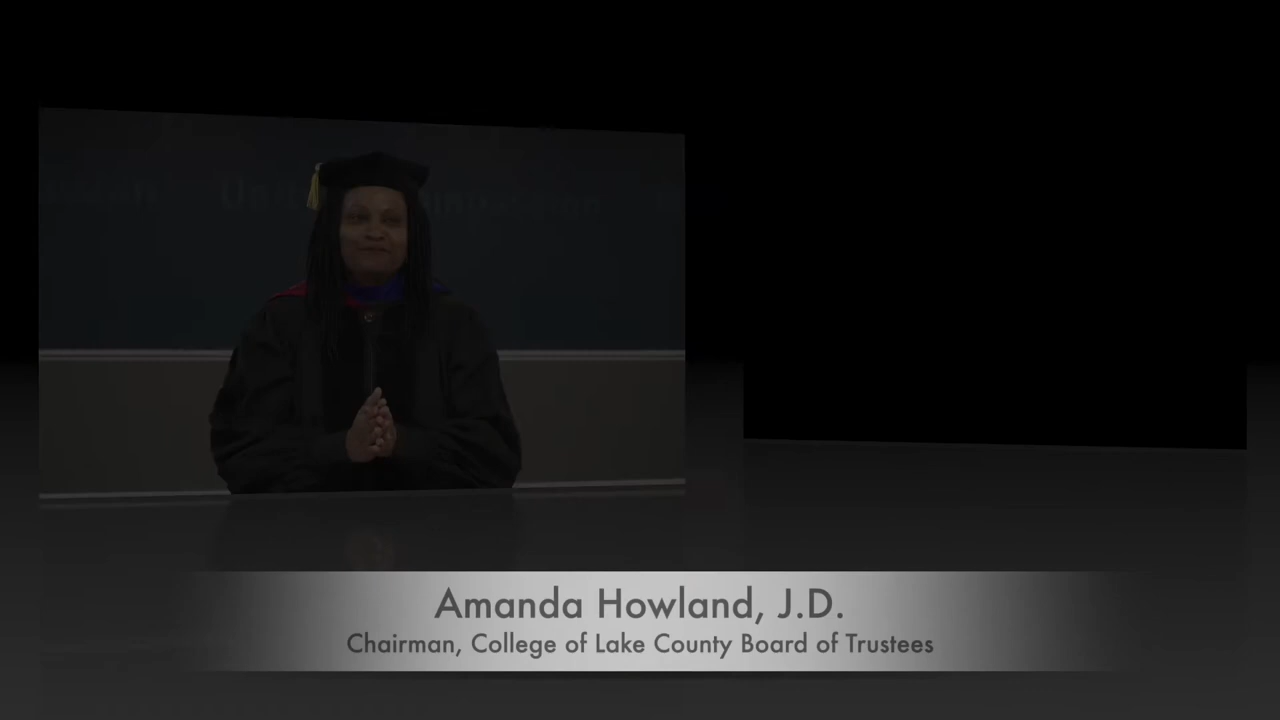 Amanda Howland, J.D.
Chairman, College of Lake County Board of Trustees